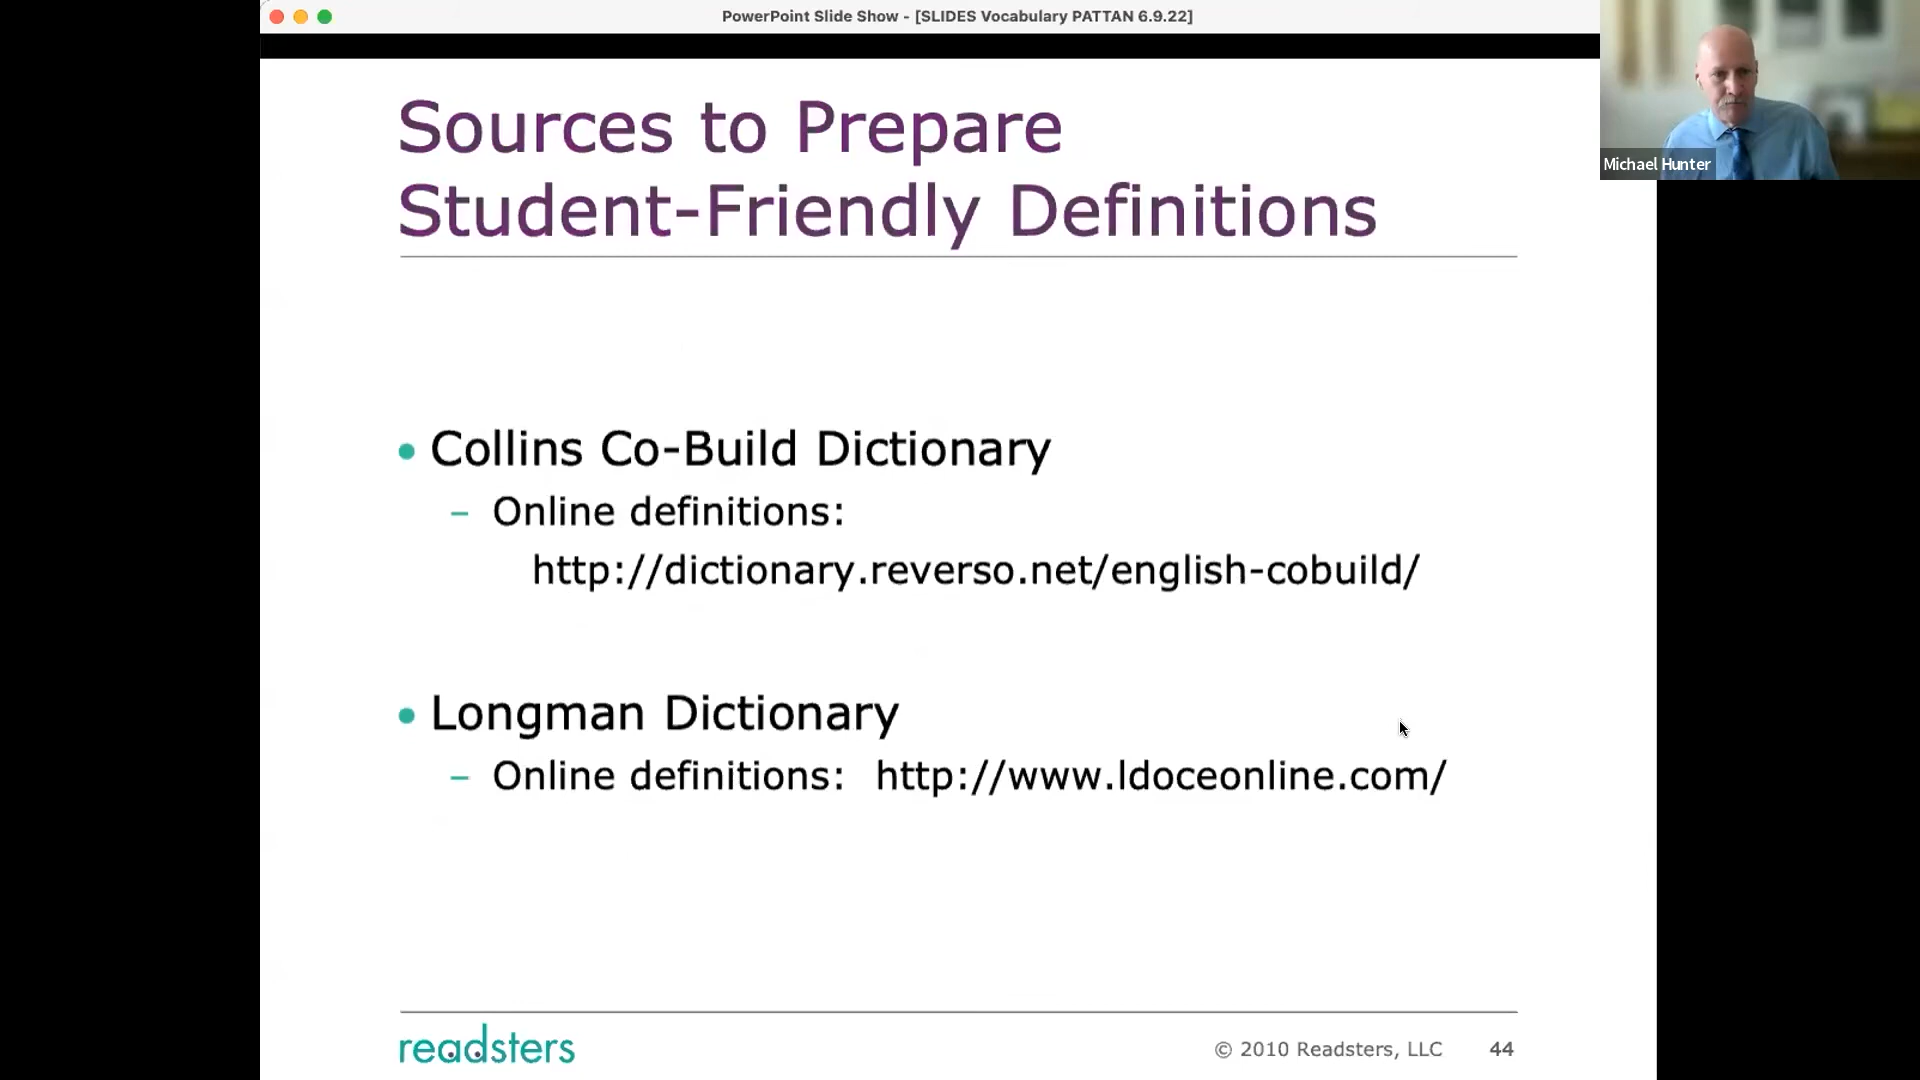 PowerPoint Slide Show - [SLIDES Vocabulary PATTAN 6.9.22]
Michael Hunter
Sources to Prepare
Student-Friendly Definitions
• Collins Co-Build Dictionary
– Online definitions:
http://dictionary.reverso.net/english-cobuild/
• Longman Dictionary
– Online definitions: http://www.ldoceonline.com/
readsters
© 2010 Readsters, LLC 44